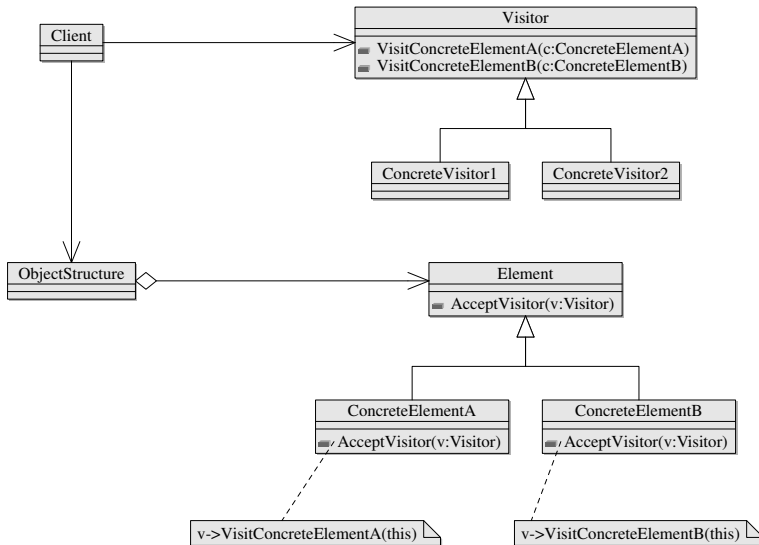 Visitor
Client
VisitConcreteElementA(c:ConcreteElementA)
VisitConcreteElementB(c:ConcreteElementB)
ConcreteVisitor1
ConcreteVisitor2
ObjectStructure
Element
AcceptVisitor(v:Visitor)
ConcreteElementA
ConcreteElementB
AcceptVisitor(v:Visitor)
AcceptVisitor(v:Visitor)
v->VisitConcreteElementA(this)
v->VisitConcreteElementB(this)